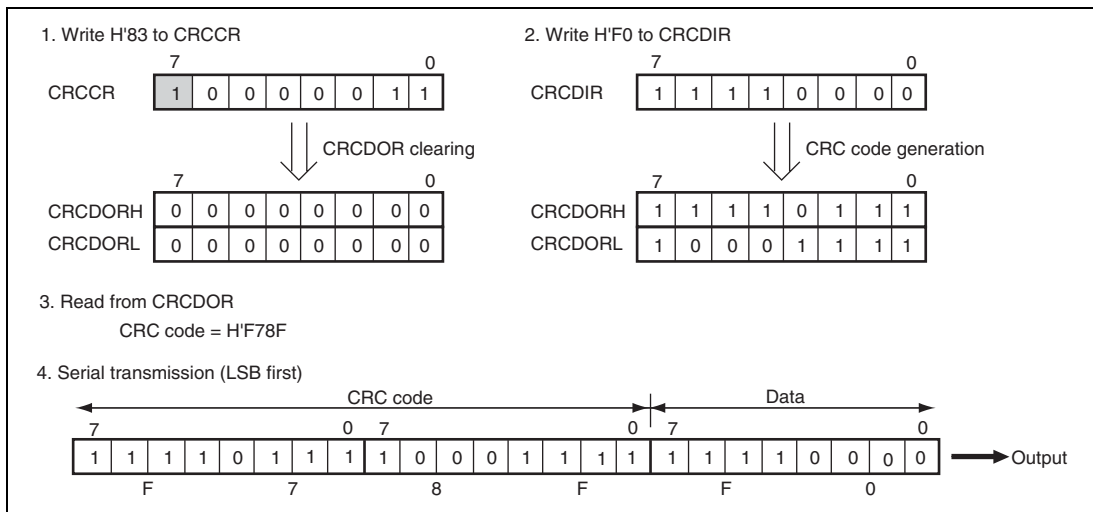 1. Write H'83 to CRCCR
7 0
CRCCR 1 0 0 0 0 0 1 1
CRCDOR clearing
7 0
CRCDORH 0 0 0 0 0 0 0 0
CRCDORL 0 0 0 0 0 0 0 0
2. Write H'F0 to CRCDIR
7 0
CRCDIR 1 1 1 1 0 0 0 0
CRC code generation
7 0
CRCDORH 1 1 1 1 0 1 1 1
CRCDORL 1 0 0 0 1 1 1 1
3. Read from CRCDOR
CRC code = H'F78F
4. Serial transmission (LSB first)
CRC code Data
7 0 7 0 7 0
1 1 1 1 0 1 1 1 1 0 0 0 1 1 1 1 1 1 1 1 0 0 0 0 Output
F 7 8 F F 0